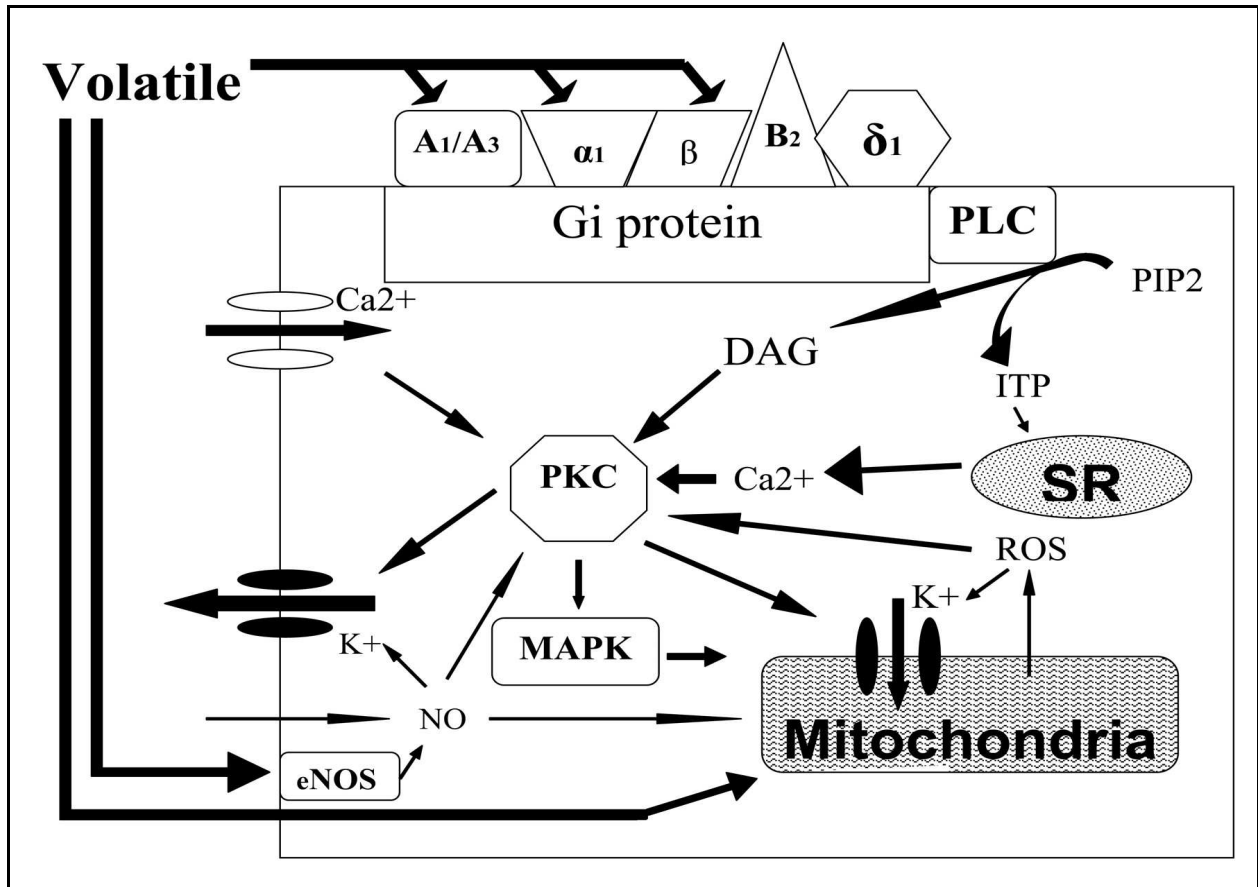 Volatile
A1/A3
α1
β
B2
δ1
Gi protein
PLC
PIP2
Ca2+
DAG
ITP
PKC
Ca2+
SR
ROS
K+
MAPK
K+
NO
Mitochondria
eNOS